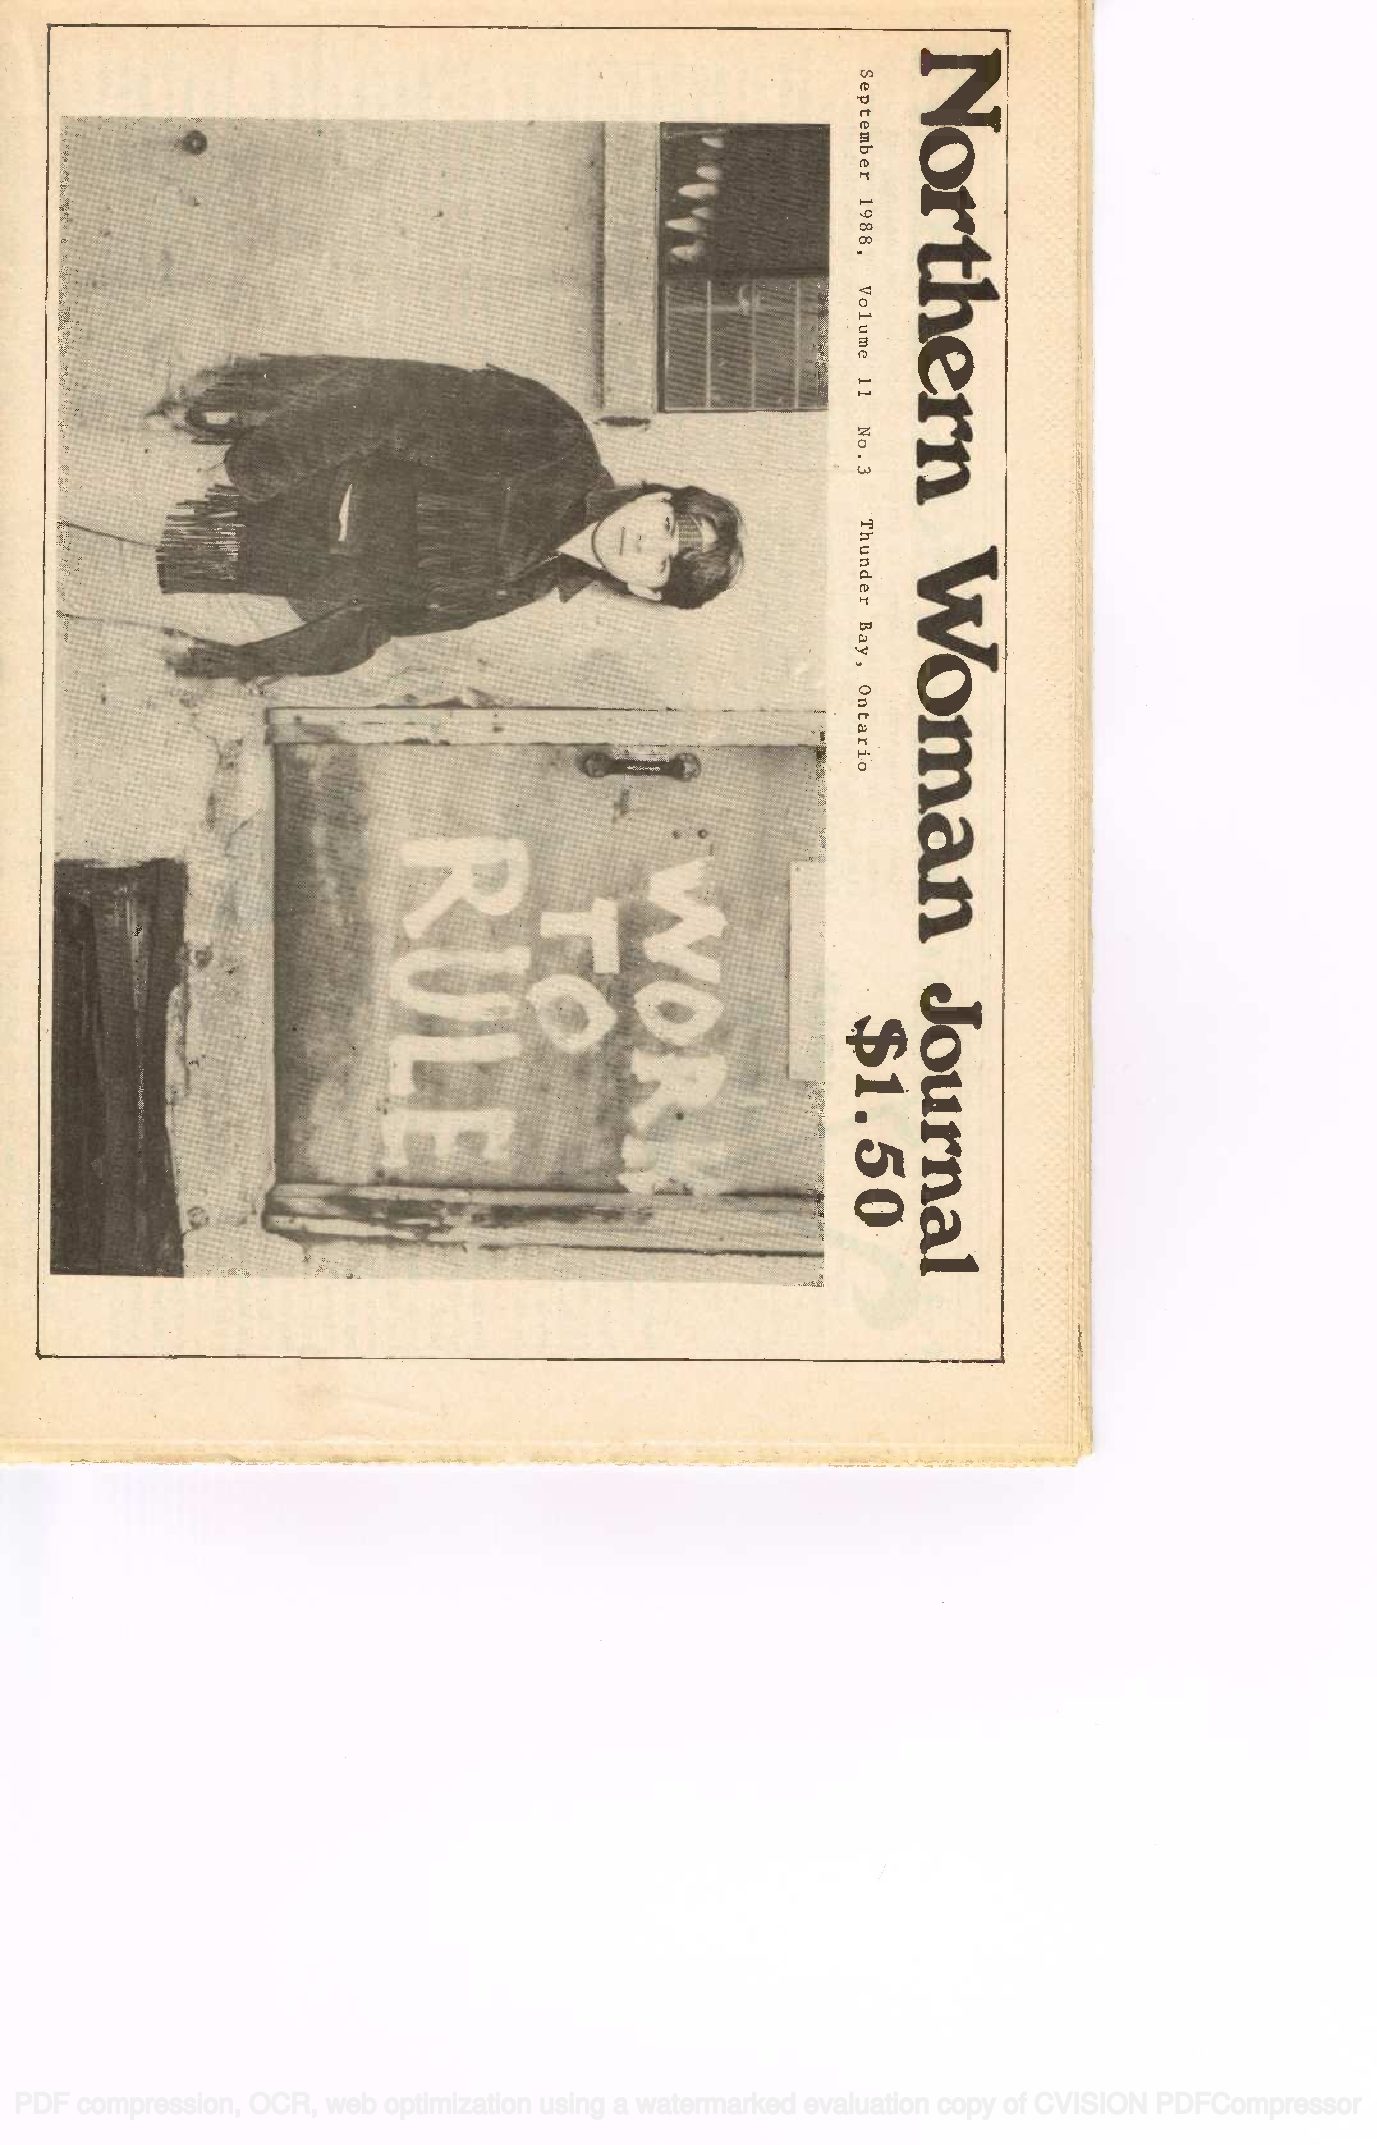 Northern Woman Journal
September 1988, Volume 11 No.3 Thunder Bay, Ontario
$1.50
WORK
TO
RULE
PDF compression, OCR, web optimization using a watermarked evaluation copy of CVISION PDFCompressor